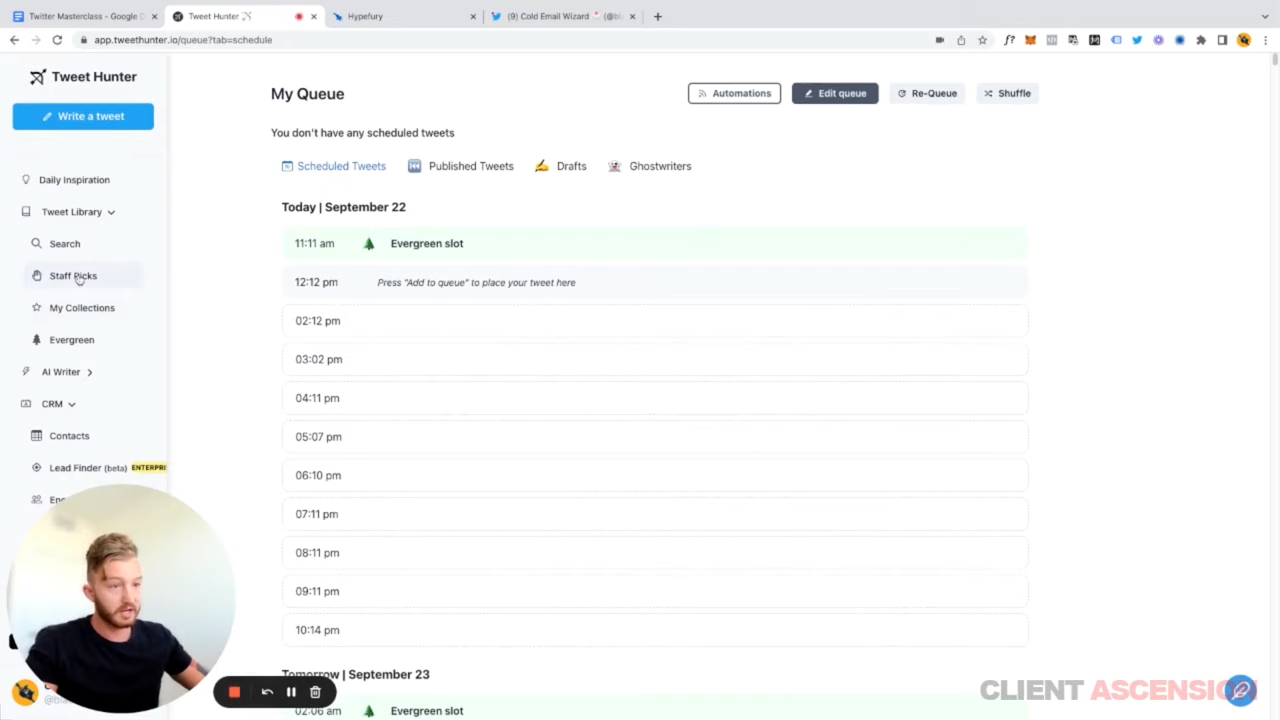 Twitter Masterclass - Google D
Tweet Hunter
Hypefury
(9) Cold Email Wizard
app.tweethunter.io/queue?tab=schedule
Tweet Hunter
Write a tweet
Daily Inspiration
Tweet Library
Search
Staff Picks
My Collections
Evergreen
AI Writer
CRM
Contacts
Lead Finder (beta) ENTERPRI
My Queue
Automations
Edit queue
Re-Queue
Shuffle
You don't have any scheduled tweets
Scheduled Tweets
Published Tweets
Drafts
Ghostwriters
Today | September 22
11:11 am Evergreen slot
12:12 pm Press "Add to queue" to place your tweet here
02:12 pm
03:02 pm
04:11 pm
05:07 pm
06:10 pm
07:11 pm
08:11 pm
09:11 pm
10:14 pm
Tomorrow | September 23
02:06 am Evergreen slot
CLIENT ASCENSION